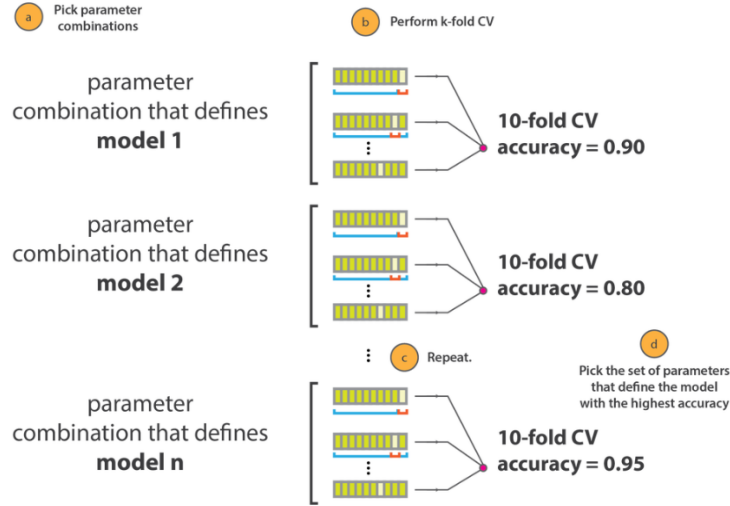 a
Pick parameter
combinations
b
Perform k-fold CV
parameter
combination that defines
model 1
10-fold CV
accuracy = 0.90
parameter
combination that defines
model 2
10-fold CV
accuracy = 0.80
c
Repeat.
d
Pick the set of parameters
that define the model
with the highest accuracy
parameter
combination that defines
model n
10-fold CV
accuracy = 0.95